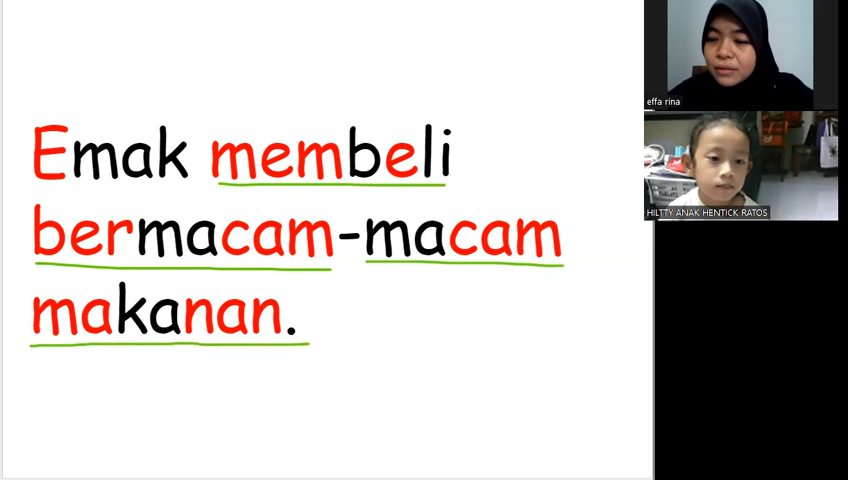 Emak membeli
bermacam-macam
makanan.
effa rina
HILTTY ANAK HENTICK RATOS